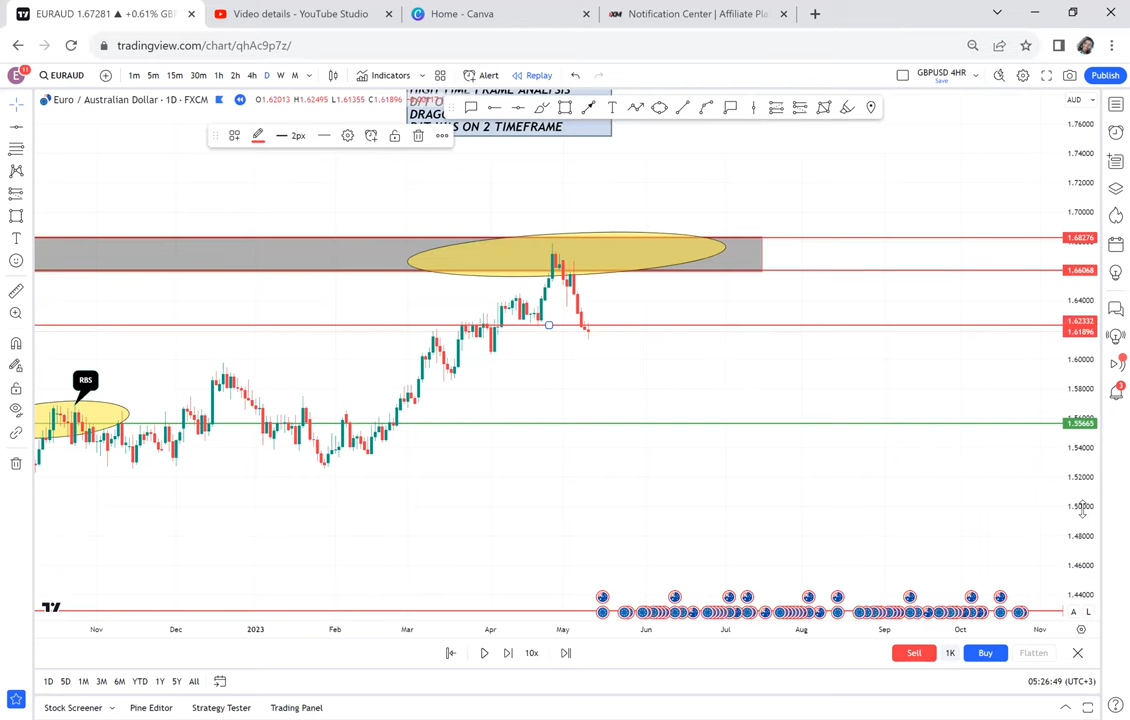 EURAUD 1.67281 ▲ +0.61% GB
Video details - YouTube Studio
Home - Canva
XM Notification Center | Affiliate Pla
tradingview.com/chart/qhAc9p7z/
E 11 EURAUD 1m 5m 15m 30m 1h 2h 4h D W M Indicators Alert Replay GBPUSD 4HR Save Publish
HIGH TIME FRAME ANALYSIS
Euro / Australian Dollar · 1D · FXCM O1.62013 H1.62495 L1.61355 C1.61896
AUD
DRAG
D/T W/S ON 2 TIMEFRAME
2px
1.76000
1.74000
1.72000
1.70000
1.68276
1.66068
1.64000
1.62332
1.61896
1.60000
1.58000
RBS
1.56000
1.55665
1.54000
1.52000
1.50000
1.48000
1.46000
1.44000
A L
Nov Dec 2023 Feb Mar Apr May Jun Jul Aug Sep Oct Nov
10x Sell 1K Buy Flatten
1D 5D 1M 3M 6M YTD 1Y 5Y All 05:26:49 (UTC+3)
Stock Screener Pine Editor Strategy Tester Trading Panel
3